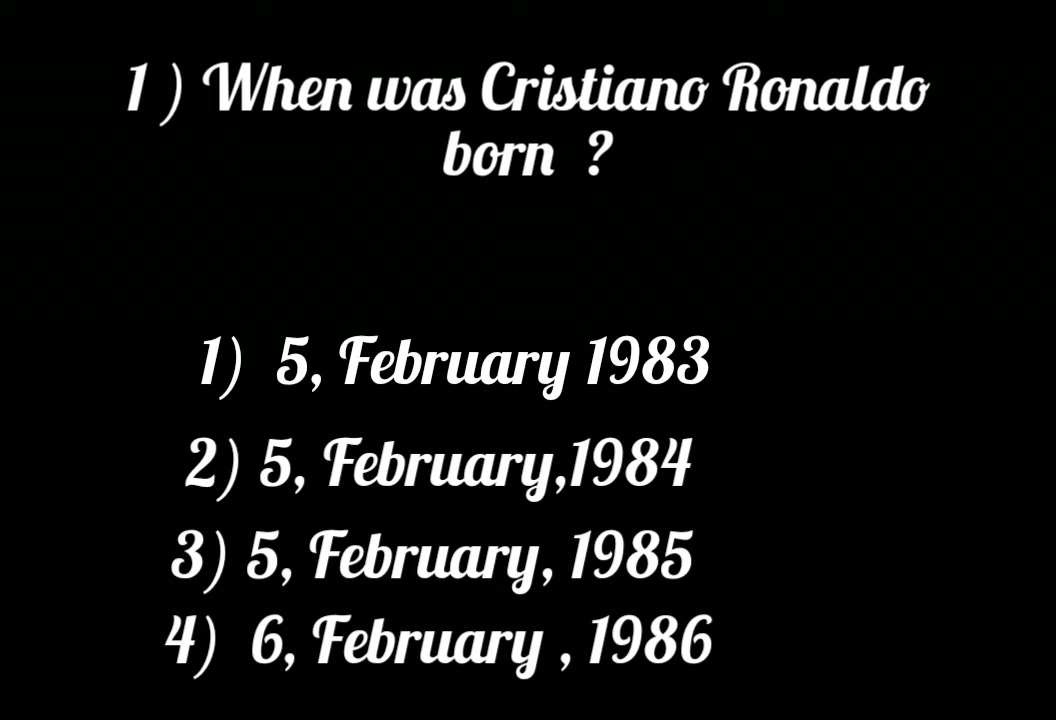 1 ) When was Cristiano Ronaldo
born ?
1) 5, February 1983
2) 5, February,1984
3) 5, February, 1985
4) 6, February , 1986